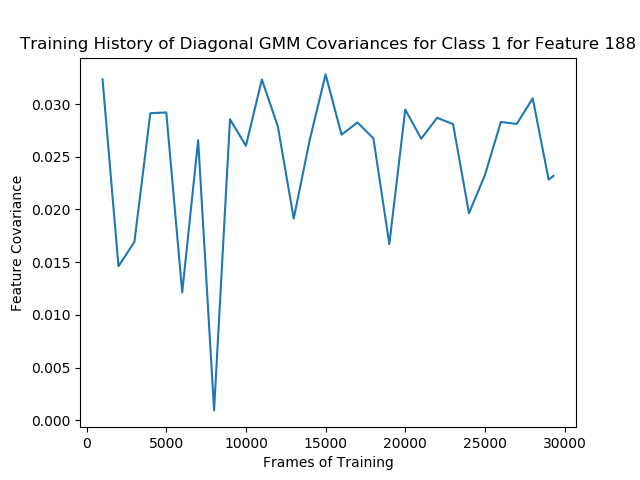 Training History of Diagonal GMM Covariances for Class 1 for Feature 188
0.030
0.025
0.020
0.015
0.010
0.005
0.000
Feature Covariance
0 5000 10000 15000 20000 25000 30000
Frames of Training